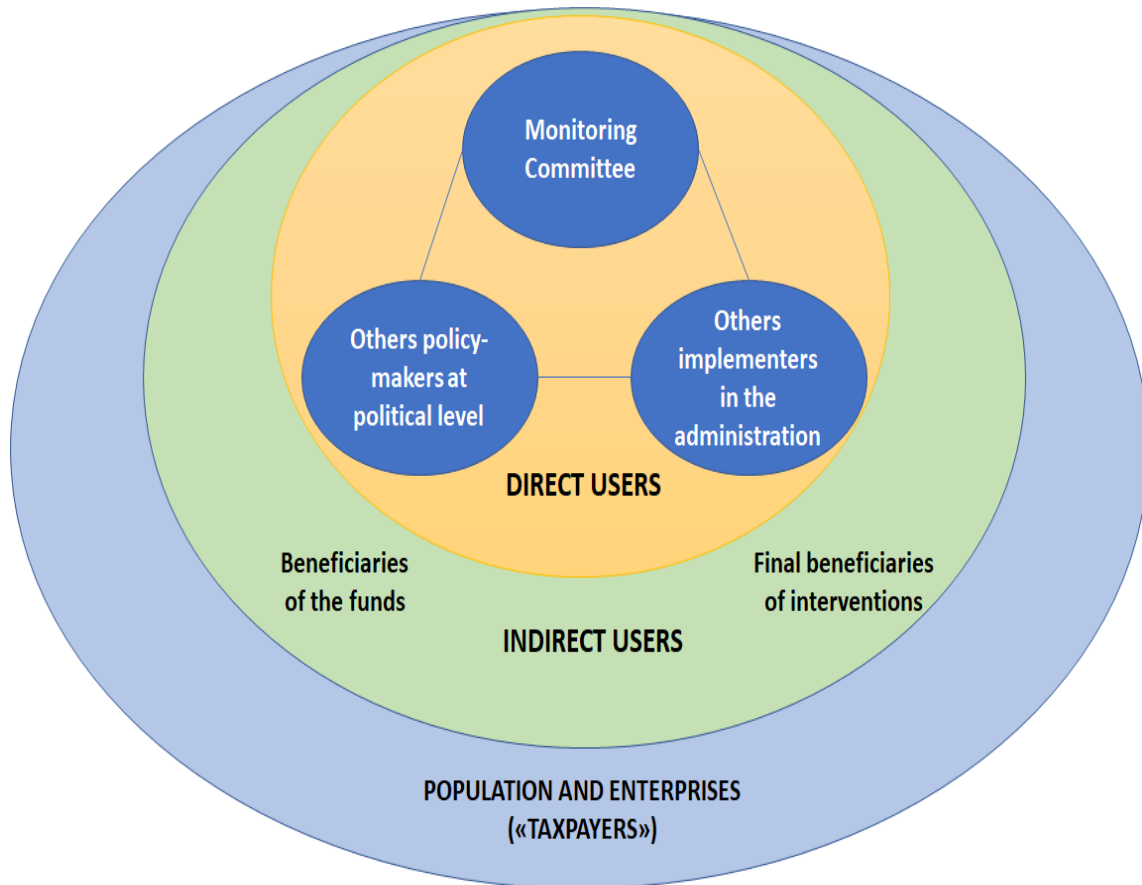 Monitoring
Committee
Others policy-
makers at
political level
Others
implementers
in the
administration
DIRECT USERS
Beneficiaries
of the funds
Final beneficiaries
of interventions
INDIRECT USERS
POPULATION AND ENTERPRISES
(«TAXPAYERS»)